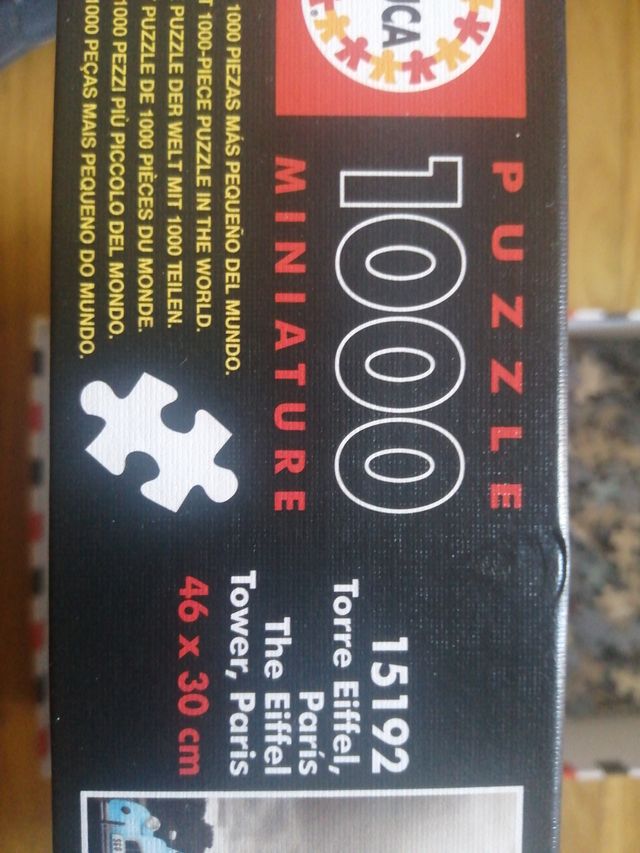 UCA
PUZZLE
1000
MINIATURE
1000 PIEZAS MÁS PEQUEÑO DEL MUNDO.
T 1000-PIECE PUZZLE IN THE WORLD.
PUZZLE DER WELT MIT 1000 TEILEN.
PUZZLE DE 1000 PIÈCES DU MONDE.
1000 PEZZI PIÙ PICCOLO DEL MONDO.
1000 PEÇAS MAIS PEQUENO DO MUNDO.
15192
Torre Eiffel,
París
The Eiffel
Tower, Paris
46 x 30 cm